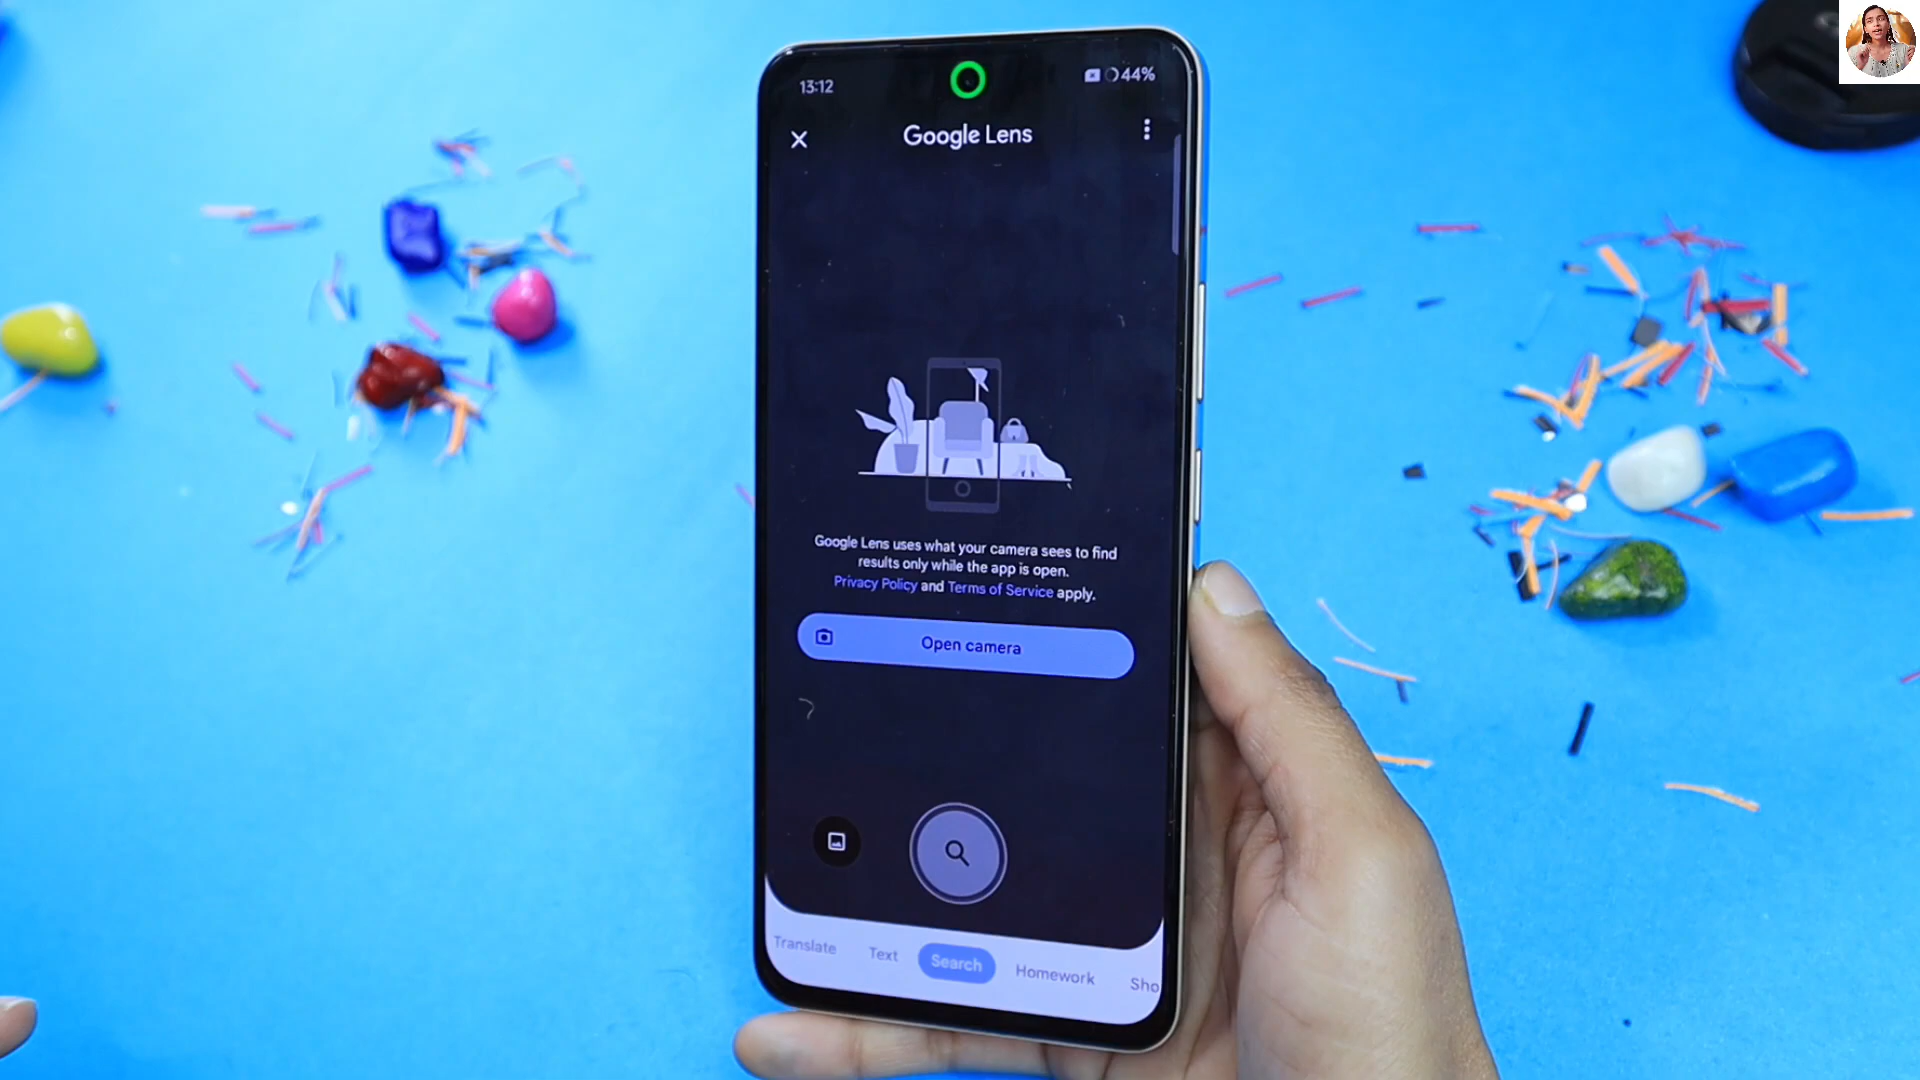 13:12
44%
Google Lens
Google Lens uses what your camera sees to find
results only while the app is open.
Privacy Policy and Terms of Service apply.
Open camera
Translate Text Search Homework Sho